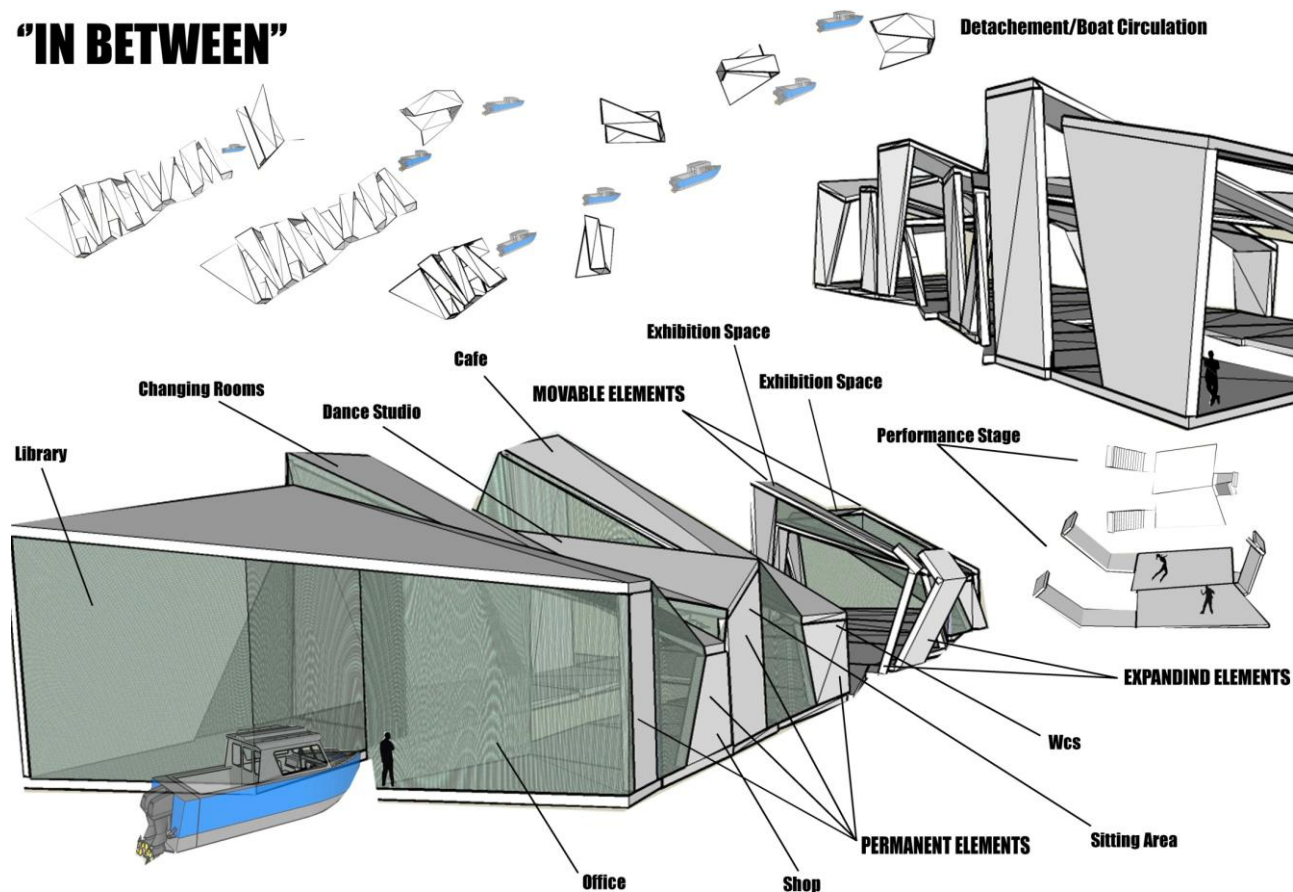 "IN BETWEEN"
Detachement/Boat Circulation
Exhibition Space
Cafe
Exhibition Space
MOVABLE ELEMENTS
Changing Rooms
Dance Studio
Performance Stage
Library
EXPANDIND ELEMENTS
Wcs
PERMANENT ELEMENTS
Sitting Area
Office
Shop